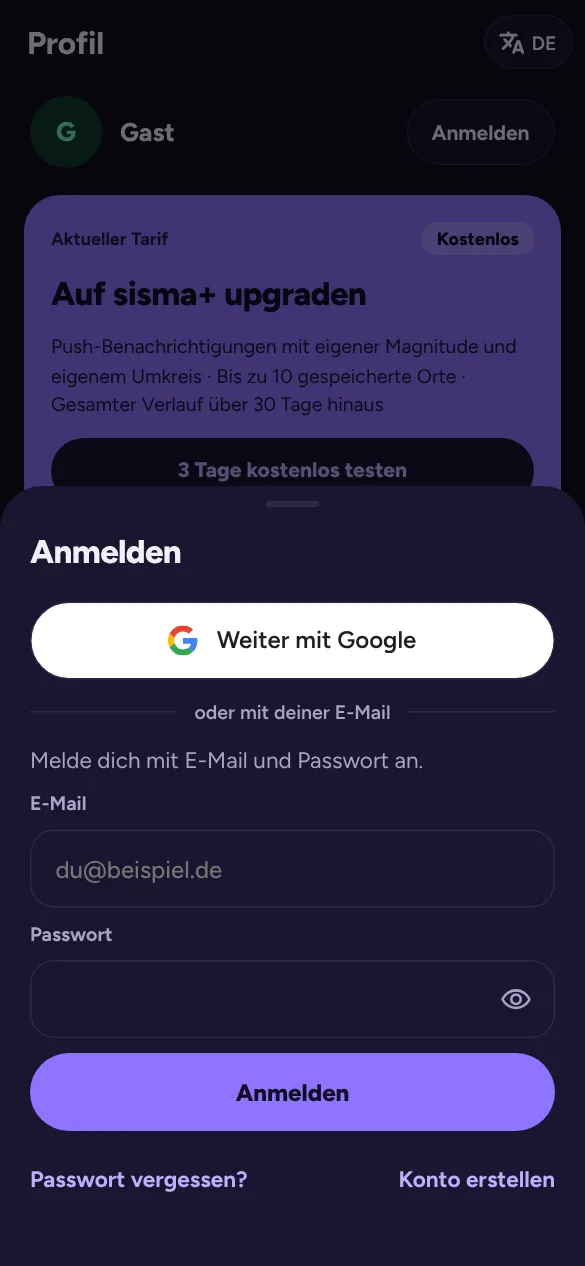 Profil
DE
G
Gast
Anmelden
Aktueller Tarif
Kostenlos
Auf sisma+ upgraden
Push-Benachrichtigungen mit eigener Magnitude und
eigenem Umkreis · Bis zu 10 gespeicherte Orte ·
Gesamter Verlauf über 30 Tage hinaus
3 Tage kostenlos testen
Anmelden
Weiter mit Google
oder mit deiner E-Mail
Melde dich mit E-Mail und Passwort an.
E-Mail
du@beispiel.de
Passwort
Anmelden
Passwort vergessen?
Konto erstellen